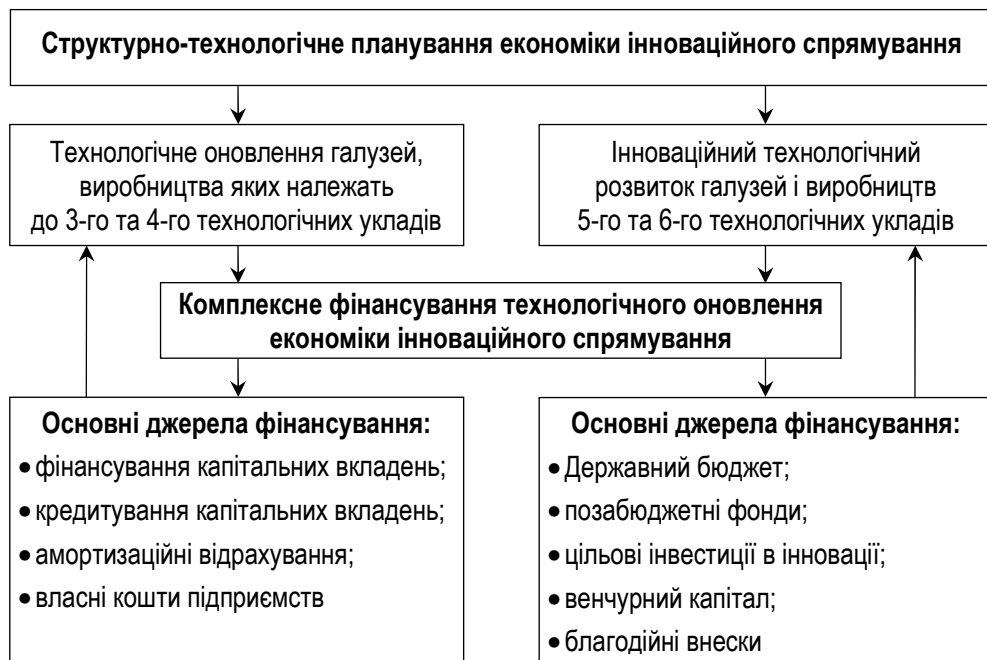 Структурно-технологічне планування економіки інноваційного спрямування
Технологічне оновлення галузей,
виробництва яких належать
до 3-го та 4-го технологічних укладів
Інноваційний технологічний
розвиток галузей і виробництв
5-го та 6-го технологічних укладів
Комплексне фінансування технологічного оновлення
економіки інноваційного спрямування
Основні джерела фінансування:
• фінансування капітальних вкладень;
• кредитування капітальних вкладень;
• амортизаційні відрахування;
• власні кошти підприємств
Основні джерела фінансування:
• Державний бюджет;
• позабюджетні фонди;
• цільові інвестиції в інновації;
• венчурний капітал;
• благодійні внески